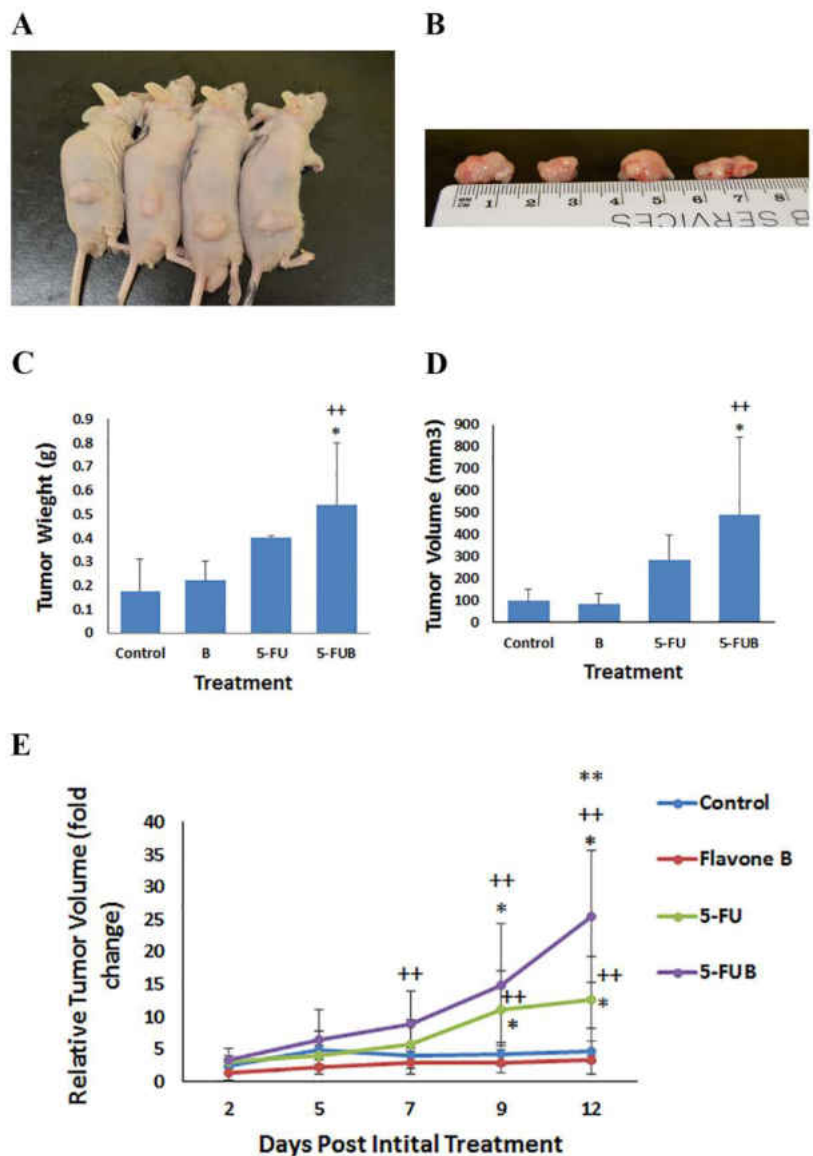 A
B
1 2 3 4 5 6 7 8
B SERVICES
C
D
Tumor Wieght (g)
0.9
0.8
0.7
0.6
0.5
0.4
0.3
0.2
0.1
0
++
*
Control B 5-FU 5-FUB
Treatment
Tumor Volume (mm3)
900
800
700
600
500
400
300
200
100
0
++
*
Control B 5-FU 5-FUB
Treatment
E
Relative Tumor Volume (fold
change)
40
35
30
25
20
15
10
5
0
++
++
*
++
*
**
++
*
++
*
2 5 7 9 12
Days Post Intital Treatment
Control
Flavone B
5-FU
5-FUB